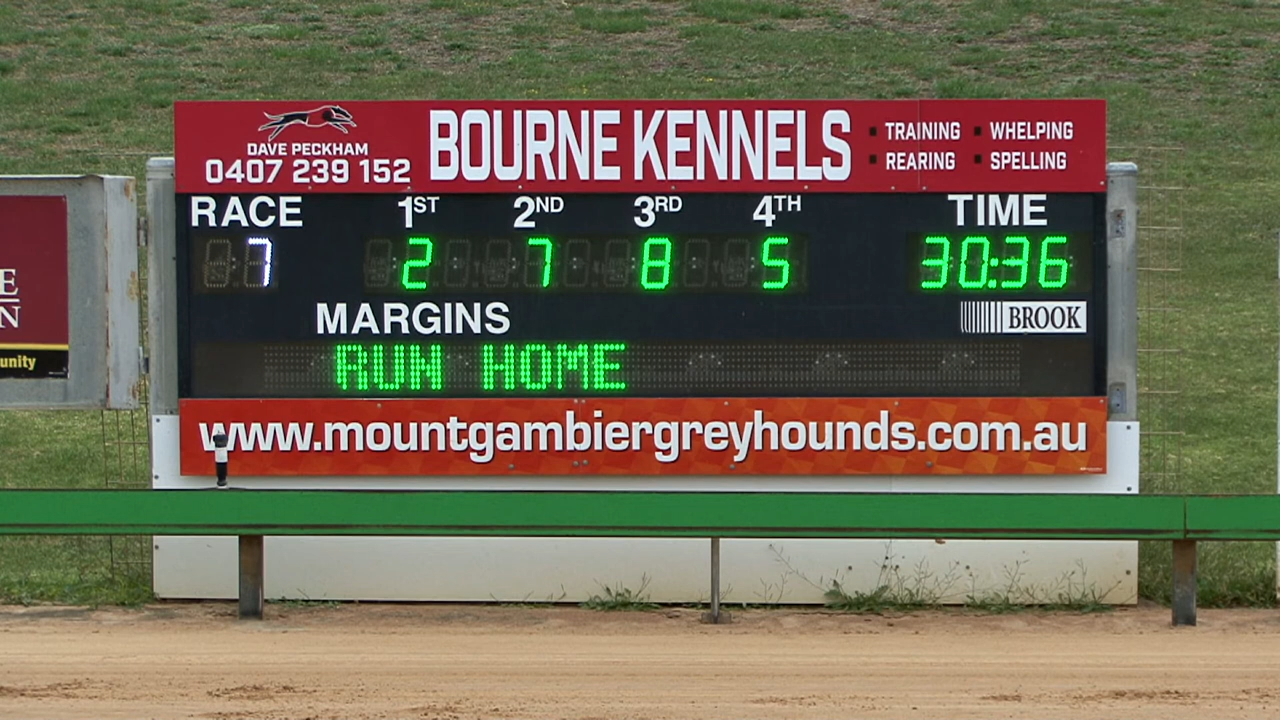 DAVE PECKHAM
0407 239 152
BOURNE KENNELS
TRAINING WHELPING
REARING SPELLING
RACE 1ST 2ND 3RD 4TH TIME
7 2 7 8 5 30:36
MARGINS
BROOK
RUN HOME
www.mountgambiergreyhounds.com.au
E
N
unity